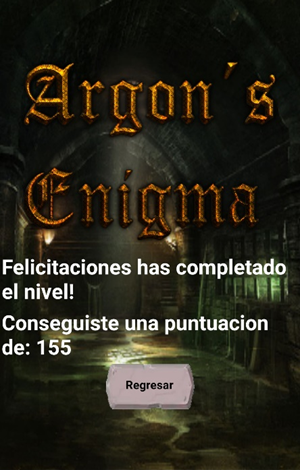 Argon´s
Enigma
Felicitaciones has completado
el nivel!
Conseguiste una puntuacion
de: 155
Regresar